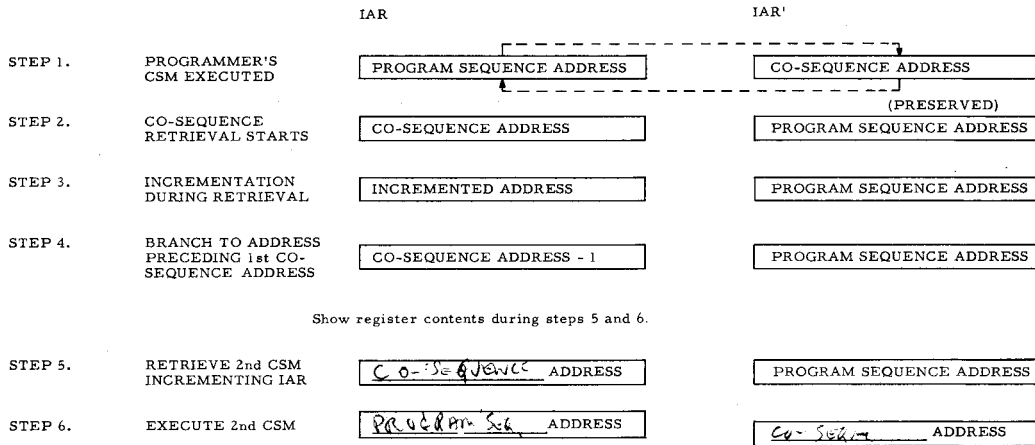 IAR IAR'
STEP 1. PROGRAMMER'S CSM EXECUTED PROGRAM SEQUENCE ADDRESS CO-SEQUENCE ADDRESS
(PRESERVED)
STEP 2. CO-SEQUENCE RETRIEVAL STARTS CO-SEQUENCE ADDRESS PROGRAM SEQUENCE ADDRESS
STEP 3. INCREMENTATION DURING RETRIEVAL INCREMENTED ADDRESS PROGRAM SEQUENCE ADDRESS
STEP 4. BRANCH TO ADDRESS PRECEDING 1st CO-SEQUENCE ADDRESS CO-SEQUENCE ADDRESS - 1 PROGRAM SEQUENCE ADDRESS
Show register contents during steps 5 and 6.
STEP 5. RETRIEVE 2nd CSM INCREMENTING IAR CO-SEQUENCE ADDRESS PROGRAM SEQUENCE ADDRESS
STEP 6. EXECUTE 2nd CSM PROGRAM SEQ ADDRESS CO- ADDRESS